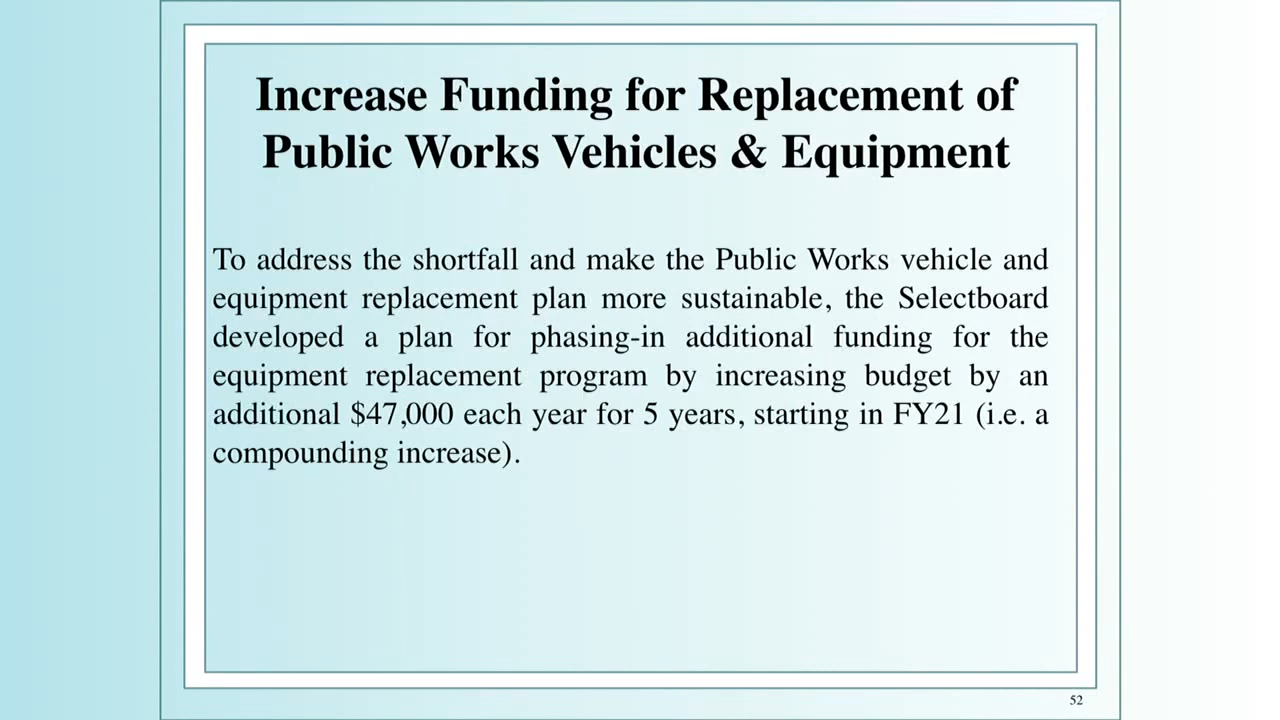 Increase Funding for Replacement of
Public Works Vehicles & Equipment
To address the shortfall and make the Public Works vehicle and
equipment replacement plan more sustainable, the Selectboard
developed a plan for phasing-in additional funding for the
equipment replacement program by increasing budget by an
additional $47,000 each year for 5 years, starting in FY21 (i.e. a
compounding increase).
52